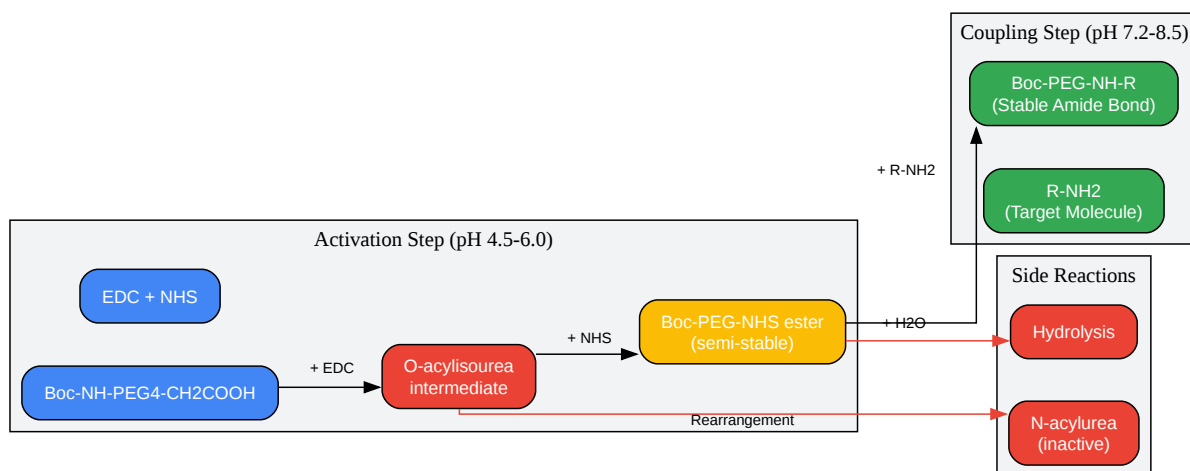 Coupling Step (pH 7.2-8.5)
Boc-PEG-NH-R
(Stable Amide Bond)
+ R-NH2
R-NH2
(Target Molecule)
Activation Step (pH 4.5-6.0)
EDC + NHS
Boc-NH-PEG4-CH2COOH
+ EDC
O-acylisourea
intermediate
+ NHS
Boc-PEG-NHS ester
(semi-stable)
+ H2O
Rearrangement
Side Reactions
Hydrolysis
N-acylurea
(inactive)